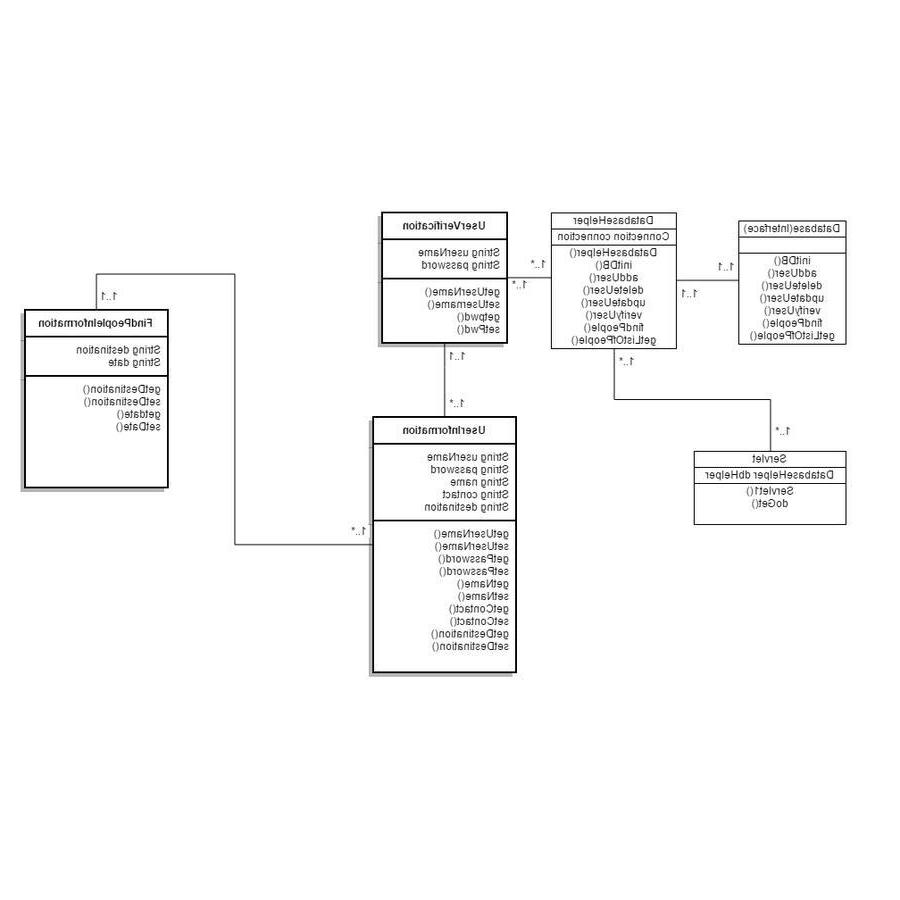 UserVerification
String userName
String password
getUserName()
setUsername()
getpwd()
setPwd()
DatabaseHelper
Connection connection
DatabaseHelper()
initDB()
addUser()
deleteUser()
updateUser()
verifyUser()
findPeople()
getListOfPeople()
Database(Interface)
initDB()
addUser()
deleteUser()
updateUser()
verifyUser()
findPeople()
getListOfPeople()
1..*
1..*
1..1
1..1
1..1
FindPeopleInformation
String destination
String date
getDestination()
setDestination()
getdate()
setDate()
1..1
1..*
1..*
1..*
UserInformation
String userName
String password
String name
String contact
String destination
getUserName()
setUserName()
getPassword()
setPassword()
getName()
setName()
getContact()
setContact()
getDestination()
setDestination()
1..*
Servlet
DatabaseHelper dbHelper
Servlet1()
doGet()